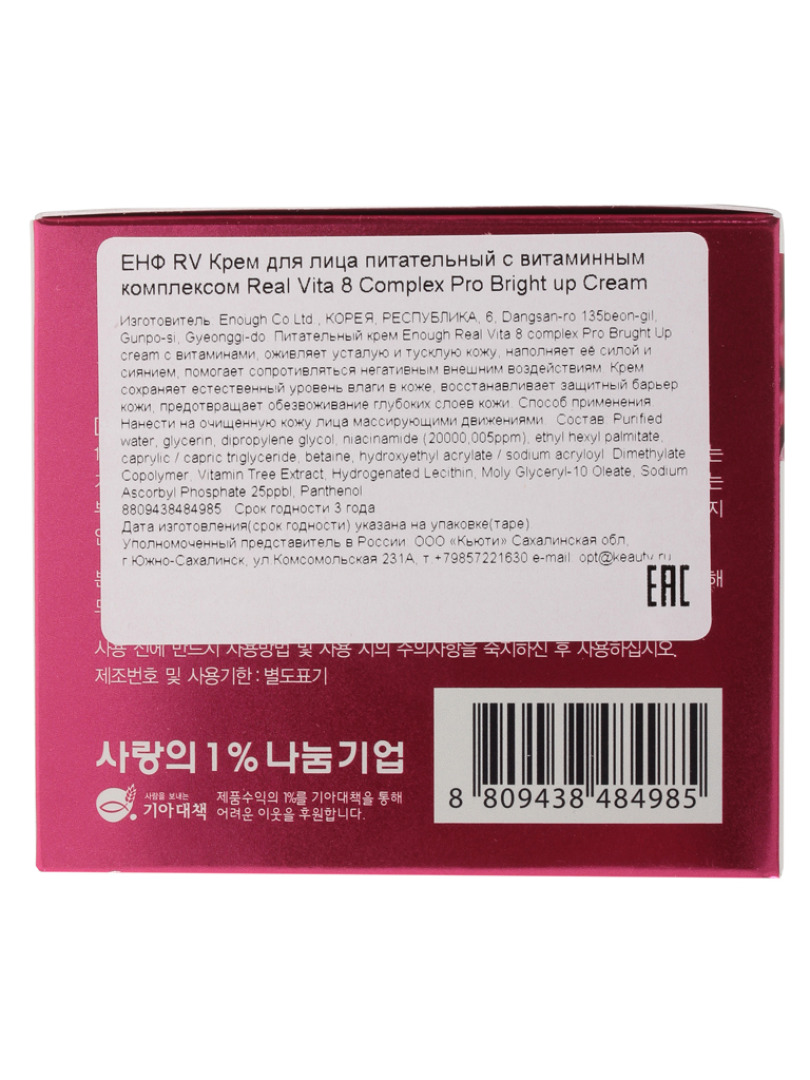 ЕНФ RV Крем для лица питательный с витаминным
комплексом Real Vita 8 Complex Pro Bright up Cream
Изготовитель Enough Co Ltd , КОРЕЯ, РЕСПУБЛИКА, 6, Dangsan-ro 135beon-gil,
Gunpo-si, Gyeonggi-do Питательный крем Enough Real Vita 8 complex Pro Brught Up
cream с витаминами, оживляет усталую и тусклую кожу, наполняет её силой и
сиянием, помогает сопротивляться негативным внешним воздействиям. Крем
сохраняет естественный уровень влаги в коже, восстанавливает защитный барьер
кожи, предотвращает обезвоживание глубоких слоев кожи. Способ применения
Нанести на очищенную кожу лица массирующими движениями Состав Purified
water, glycerin, dipropylene glycol, niacinamide (20000,005ppm), ethyl hexyl palmitate,
caprylic / capric triglyceride, betaine, hydroxyethyl acrylate / sodium acryloyl Dimethylate
Copolymer, Vitamin Tree Extract, Hydrogenated Lecithin, Moly Glyceryl-10 Oleate, Sodium
Ascorbyl Phosphate 25ppbl, Panthenol
8809438484985 Срок годности 3 года
Дата изготовления(срок годности) указана на упаковке(таре)
Уполномоченный представитель в России ООО «Кьюти» Сахалинская обл,
г Южно-Сахалинск, ул.Комсомольская 231А, т +79857221630 e-mail opt@keauty.ru
EAC
사용 전에 반드시 사용방법 및 사용 시의 주의사항을 숙지하신 후 사용하십시오.
제조번호 및 사용기한 : 별도표기
사랑의 1% 나눔기업
사람을 보내는
기아대책
제품수익의 1%를 기아대책을 통해
어려운 이웃을 후원합니다.
8 809438 484985